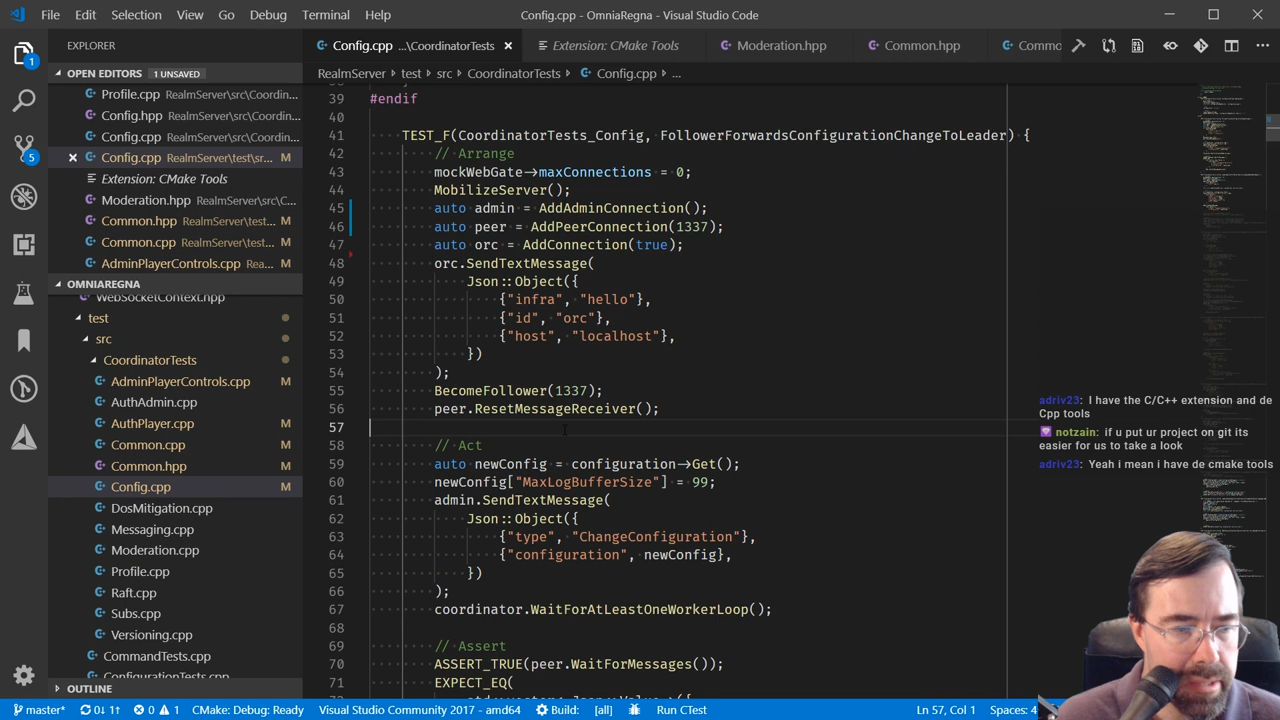 File Edit Selection View Go Debug Terminal Help Config.cpp - OmniaRegna - Visual Studio Code
EXPLORER
OPEN EDITORS 1 UNSAVED
Profile.cpp RealmServer\src\Coordin...
Config.hpp RealmServer\src\Coordin...
Config.cpp RealmServer\src\Coordin...
Config.cpp RealmServer\test\sr... M
Extension: CMake Tools
Moderation.hpp RealmServer\src\C...
Common.hpp RealmServer\test... M
Common.cpp RealmServer\test... M
AdminPlayerControls.cpp Rea... M
OMNIAREGNA
WebSocketContext.hpp
test
src
CoordinatorTests
AdminPlayerControls.cpp M
AuthAdmin.cpp
AuthPlayer.cpp M
Common.cpp M
Common.hpp M
Config.cpp M
DosMitigation.cpp
Messaging.cpp
Moderation.cpp
Profile.cpp
Raft.cpp
Subs.cpp
Versioning.cpp
CommandTests.cpp
ConfigurationTests.cpp
OUTLINE
Config.cpp ...\CoordinatorTests Extension: CMake Tools Moderation.hpp Common.hpp Commo
RealmServer > test > src > CoordinatorTests > Config.cpp > ...
39 #endif
40
41 TEST_F(CoordinatorTests_Config, FollowerForwardsConfigurationChangeToLeader) {
42 // Arrange
43 mockWebGate->maxConnections = 0;
44 MobilizeServer();
45 auto admin = AddAdminConnection();
46 auto peer = AddPeerConnection(1337);
47 auto orc = AddConnection(true);
48 orc.SendTextMessage(
49 Json::Object({
50 {"infra", "hello"},
51 {"id", "orc"},
52 {"host", "localhost"},
53 })
54 );
55 BecomeFollower(1337);
56 peer.ResetMessageReceiver();
57
58 // Act
59 auto newConfig = configuration->Get();
60 newConfig["MaxLogBufferSize"] = 99;
61 admin.SendTextMessage(
62 Json::Object({
63 {"type", "ChangeConfiguration"},
64 {"configuration", newConfig},
65 })
66 );
67 coordinator.WaitForAtLeastOneWorkerLoop();
68
69 // Assert
70 ASSERT_TRUE(peer.WaitForMessages());
71 EXPECT_EQ(
adriv23: I have the C/C++ extension and de
Cpp tools
notzain: if u put ur project on git its
easier for us to take a look
adriv23: Yeah i mean i have de cmake tools
1
5
master* 0↓ 1↑ 0 1 CMake: Debug: Ready Visual Studio Community 2017 - amd64 Build: [all] Run CTest Ln 57, Col 1 Spaces: 4